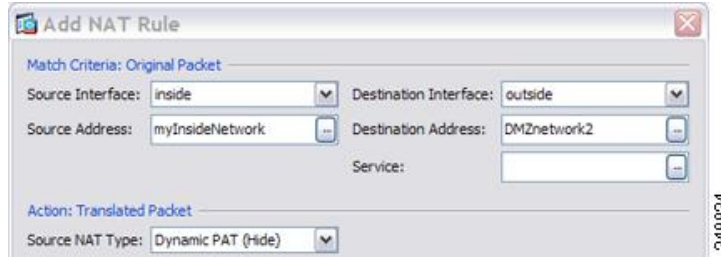 Add NAT Rule
Match Criteria: Original Packet
Source Interface: inside Destination Interface: outside
Source Address: myInsideNetwork ... Destination Address: DMZnetwork2 ...
Service: ...
Action: Translated Packet
Source NAT Type: Dynamic PAT (Hide)
248824